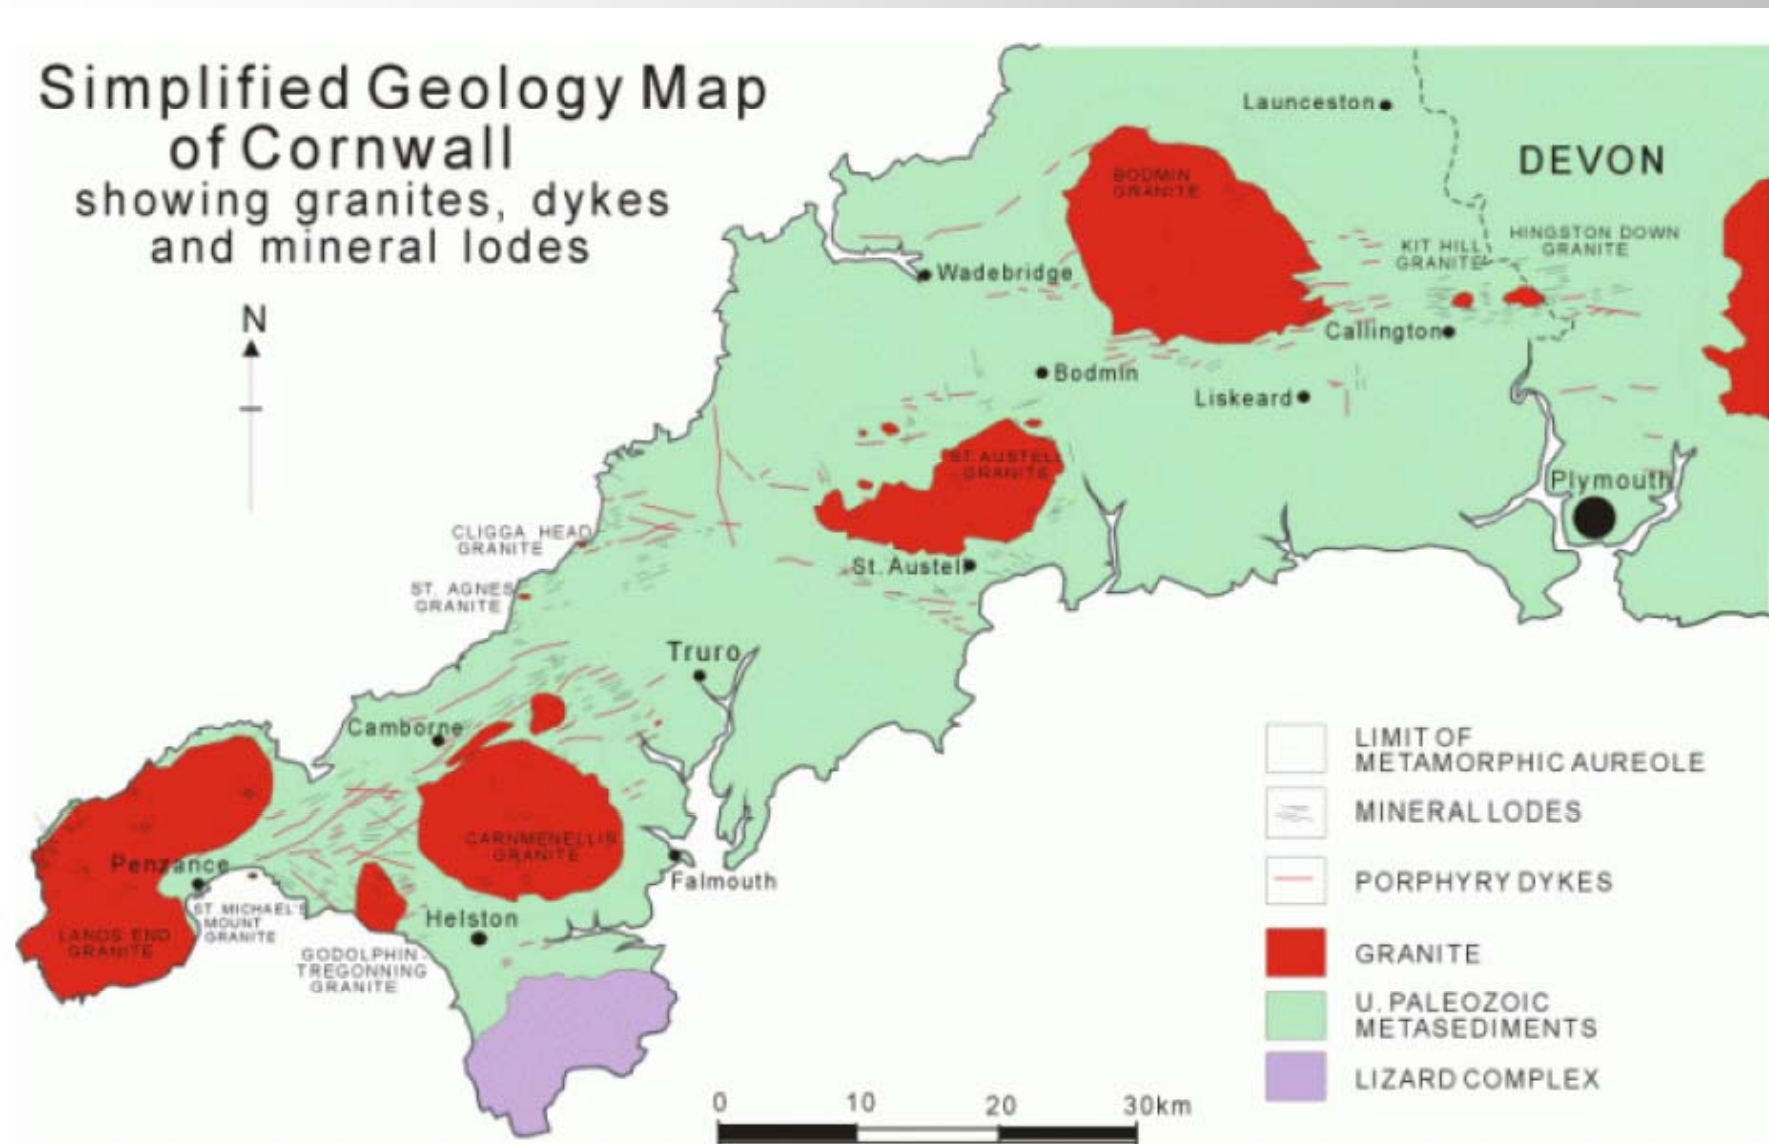 Simplified Geology Map
of Cornwall
showing granites, dykes
and mineral lodes
N
Launceston
DEVON
BODMIN
GRANITE
HINGSTON DOWN
GRANITE
KIT HILL
GRANITE
Wadebridge
Callington
Bodmin
Liskeard
ST. AUSTELL
GRANITE
Plymouth
CLIGGA HEAD
GRANITE
St. Austell
ST. AGNES
GRANITE
Truro
Camborne
CARNMENELLIS
GRANITE
Penzance
Falmouth
ST. MICHAEL'S
MOUNT
GRANITE
Helston
LANDS END
GRANITE
GODOLPHIN-
TREGONNING
GRANITE
LIMIT OF
METAMORPHIC AUREOLE
MINERAL LODES
PORPHYRY DYKES
GRANITE
U. PALEOZOIC
METASEDIMENTS
LIZARD COMPLEX
0 10 20 30km